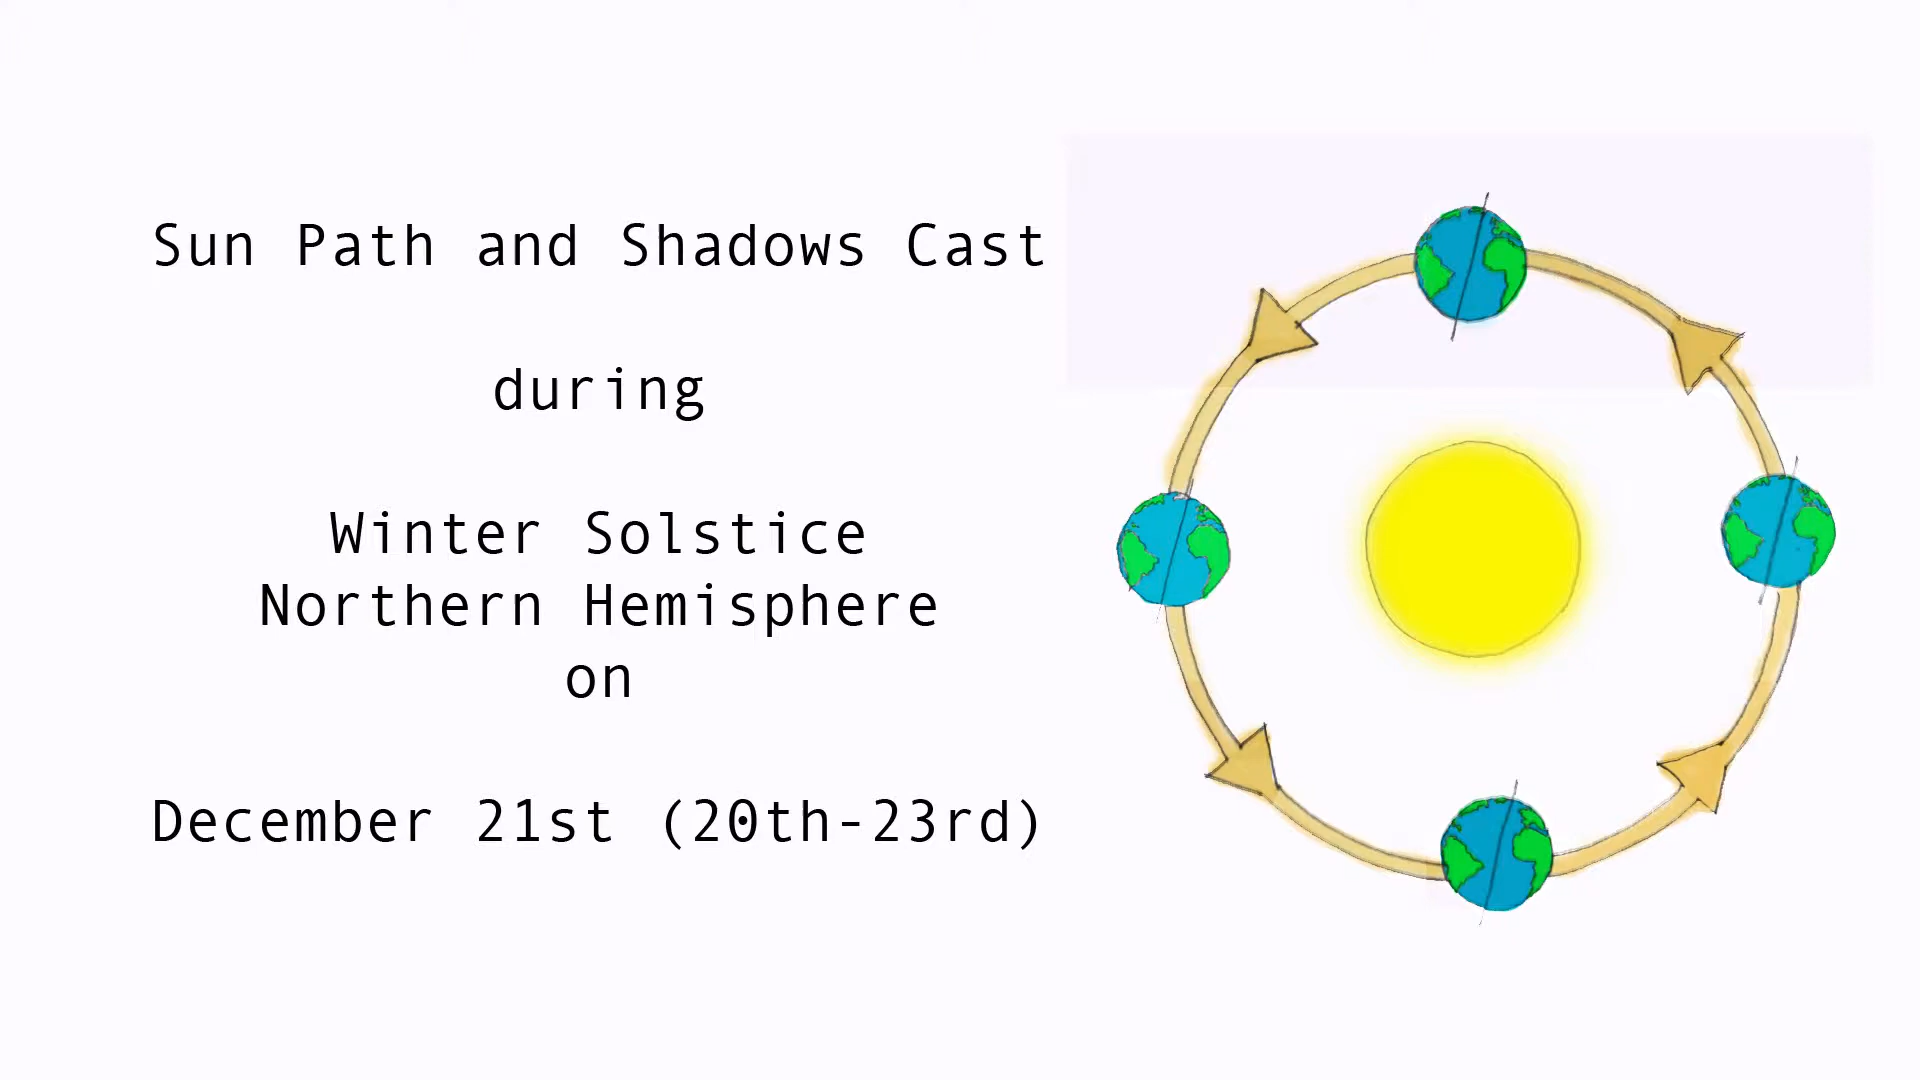 Sun Path and Shadows Cast
during
Winter Solstice
Northern Hemisphere
on
December 21st (20th-23rd)